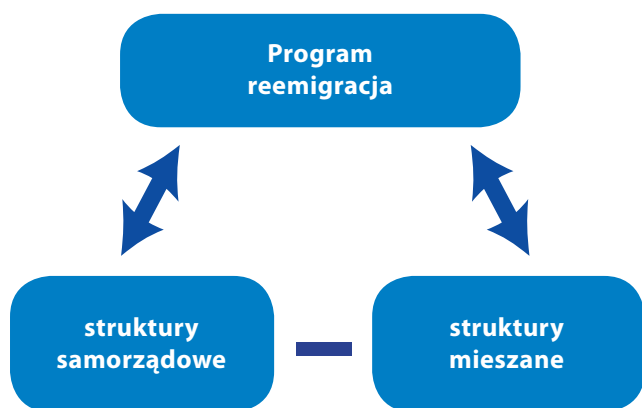 Program
reemigracja
struktury
samorządowe
struktury
mieszane